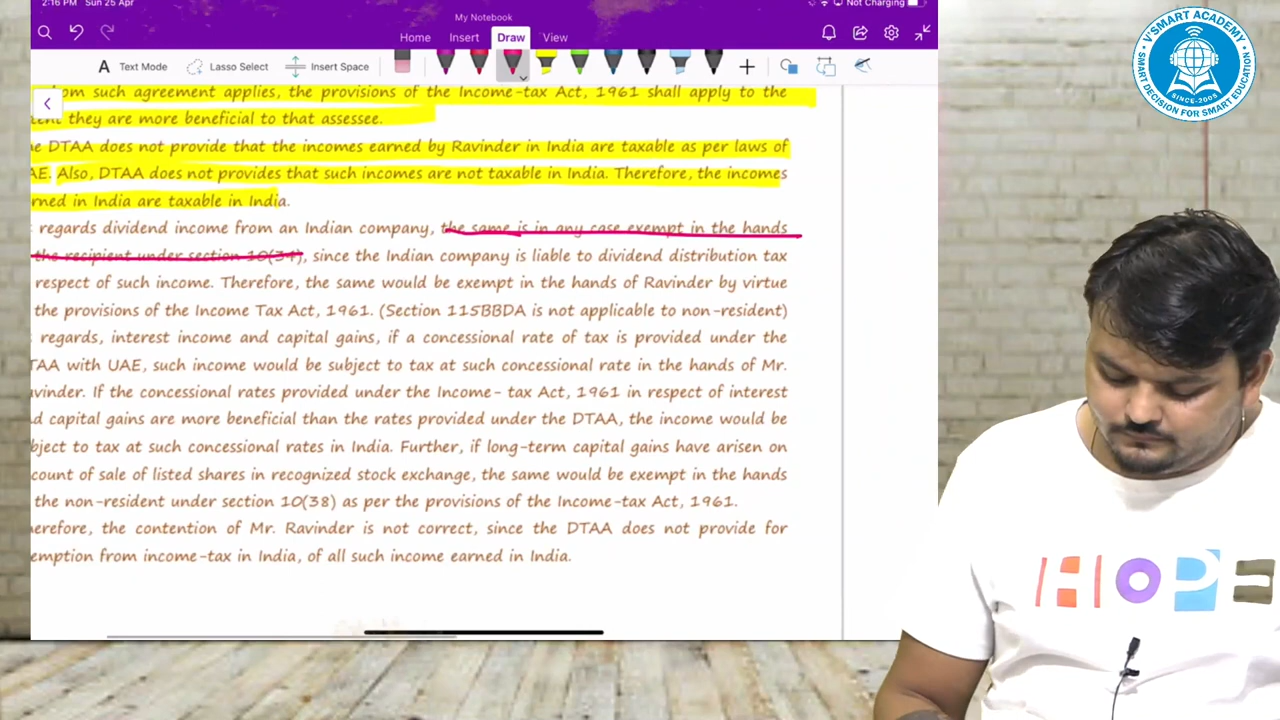 2:16 PM Sun 25 Apr
Not Charging
My Notebook
Home Insert Draw View
Text Mode Lasso Select Insert Space
such agreement applies, the provisions of the Income-tax Act, 1961 shall apply to the
they are more beneficial to that assessee.
DTAA does not provide that the incomes earned by Ravinder in India are taxable as per laws of
AE. Also, DTAA does not provides that such incomes are not taxable in India. Therefore, the incomes
rned in India are taxable in India.
regards dividend income from an Indian company, the same is in any case exempt in the hands
the recipient under section 10(34), since the Indian company is liable to dividend distribution tax
respect of such income. Therefore, the same would be exempt in the hands of Ravinder by virtue
the provisions of the Income Tax Act, 1961. (Section 115BBDA is not applicable to non-resident)
regards, interest income and capital gains, if a concessional rate of tax is provided under the
TAA with UAE, such income would be subject to tax at such concessional rate in the hands of Mr.
avinder. If the concessional rates provided under the Income- tax Act, 1961 in respect of interest
d capital gains are more beneficial than the rates provided under the DTAA, the income would be
bject to tax at such concessional rates in India. Further, if long-term capital gains have arisen on
count of sale of listed shares in recognized stock exchange, the same would be exempt in the hands
the non-resident under section 10(38) as per the provisions of the Income-tax Act, 1961.
erefore, the contention of Mr. Ravinder is not correct, since the DTAA does not provide for
emption from income-tax in India, of all such income earned in India.
V'SMART ACADEMY
SINCE-2005
SMART DECISION FOR SMART EDUCATION
HOPE